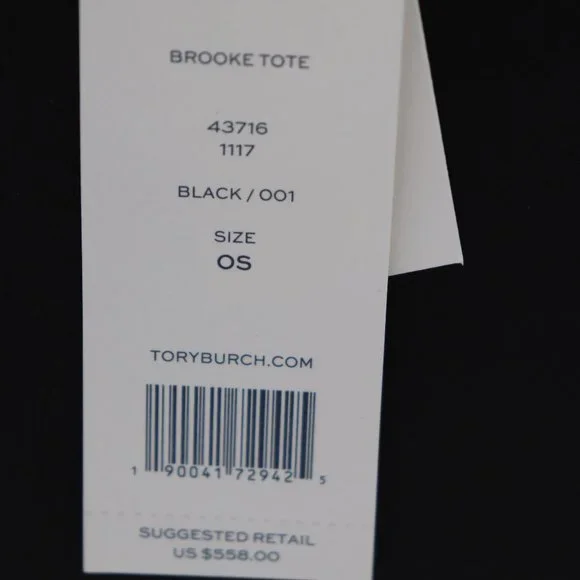 BROOKE TOTE
43716
1117
BLACK / 001
SIZE
OS
TORYBURCH.COM
1 90041 72942 5
SUGGESTED RETAIL
US $558.00